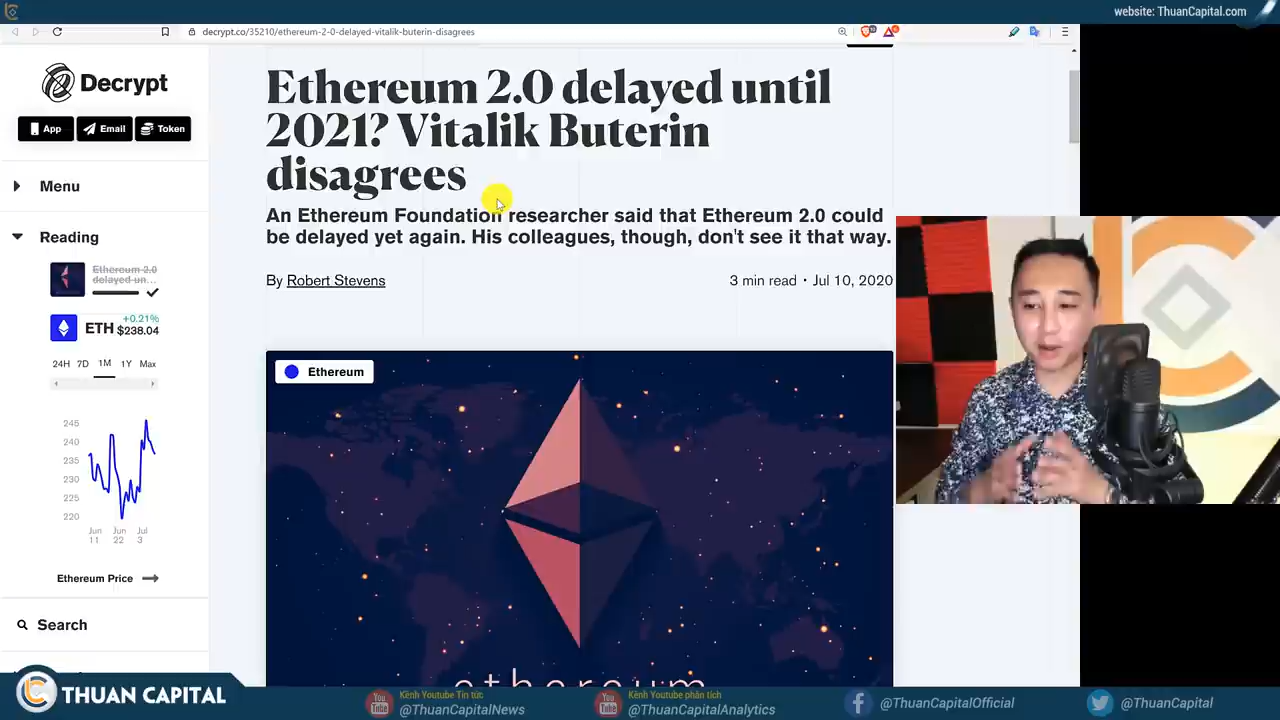 website: ThuanCapital.com
decrypt.co/35210/ethereum-2-0-delayed-vitalik-buterin-disagrees
Decrypt
App
Email
Token
Menu
Reading
Ethereum 2.0
delayed un...
ETH
+0.21%
$238.04
24H 7D 1M 1Y Max
245
240
235
230
225
220
Jun Jun Jul
11 22 3
Ethereum Price
Search
Ethereum 2.0 delayed until
2021? Vitalik Buterin
disagrees
An Ethereum Foundation researcher said that Ethereum 2.0 could
be delayed yet again. His colleagues, though, don't see it that way.
By Robert Stevens
3 min read • Jul 10, 2020
Ethereum
ethereum
THUAN CAPITAL
You Tube
Kênh Youtube Tin tức
@ThuanCapitalNews
You Tube
Kênh Youtube phân tích
@ThuanCapitalAnalytics
@ThuanCapitalOfficial
@ThuanCapital